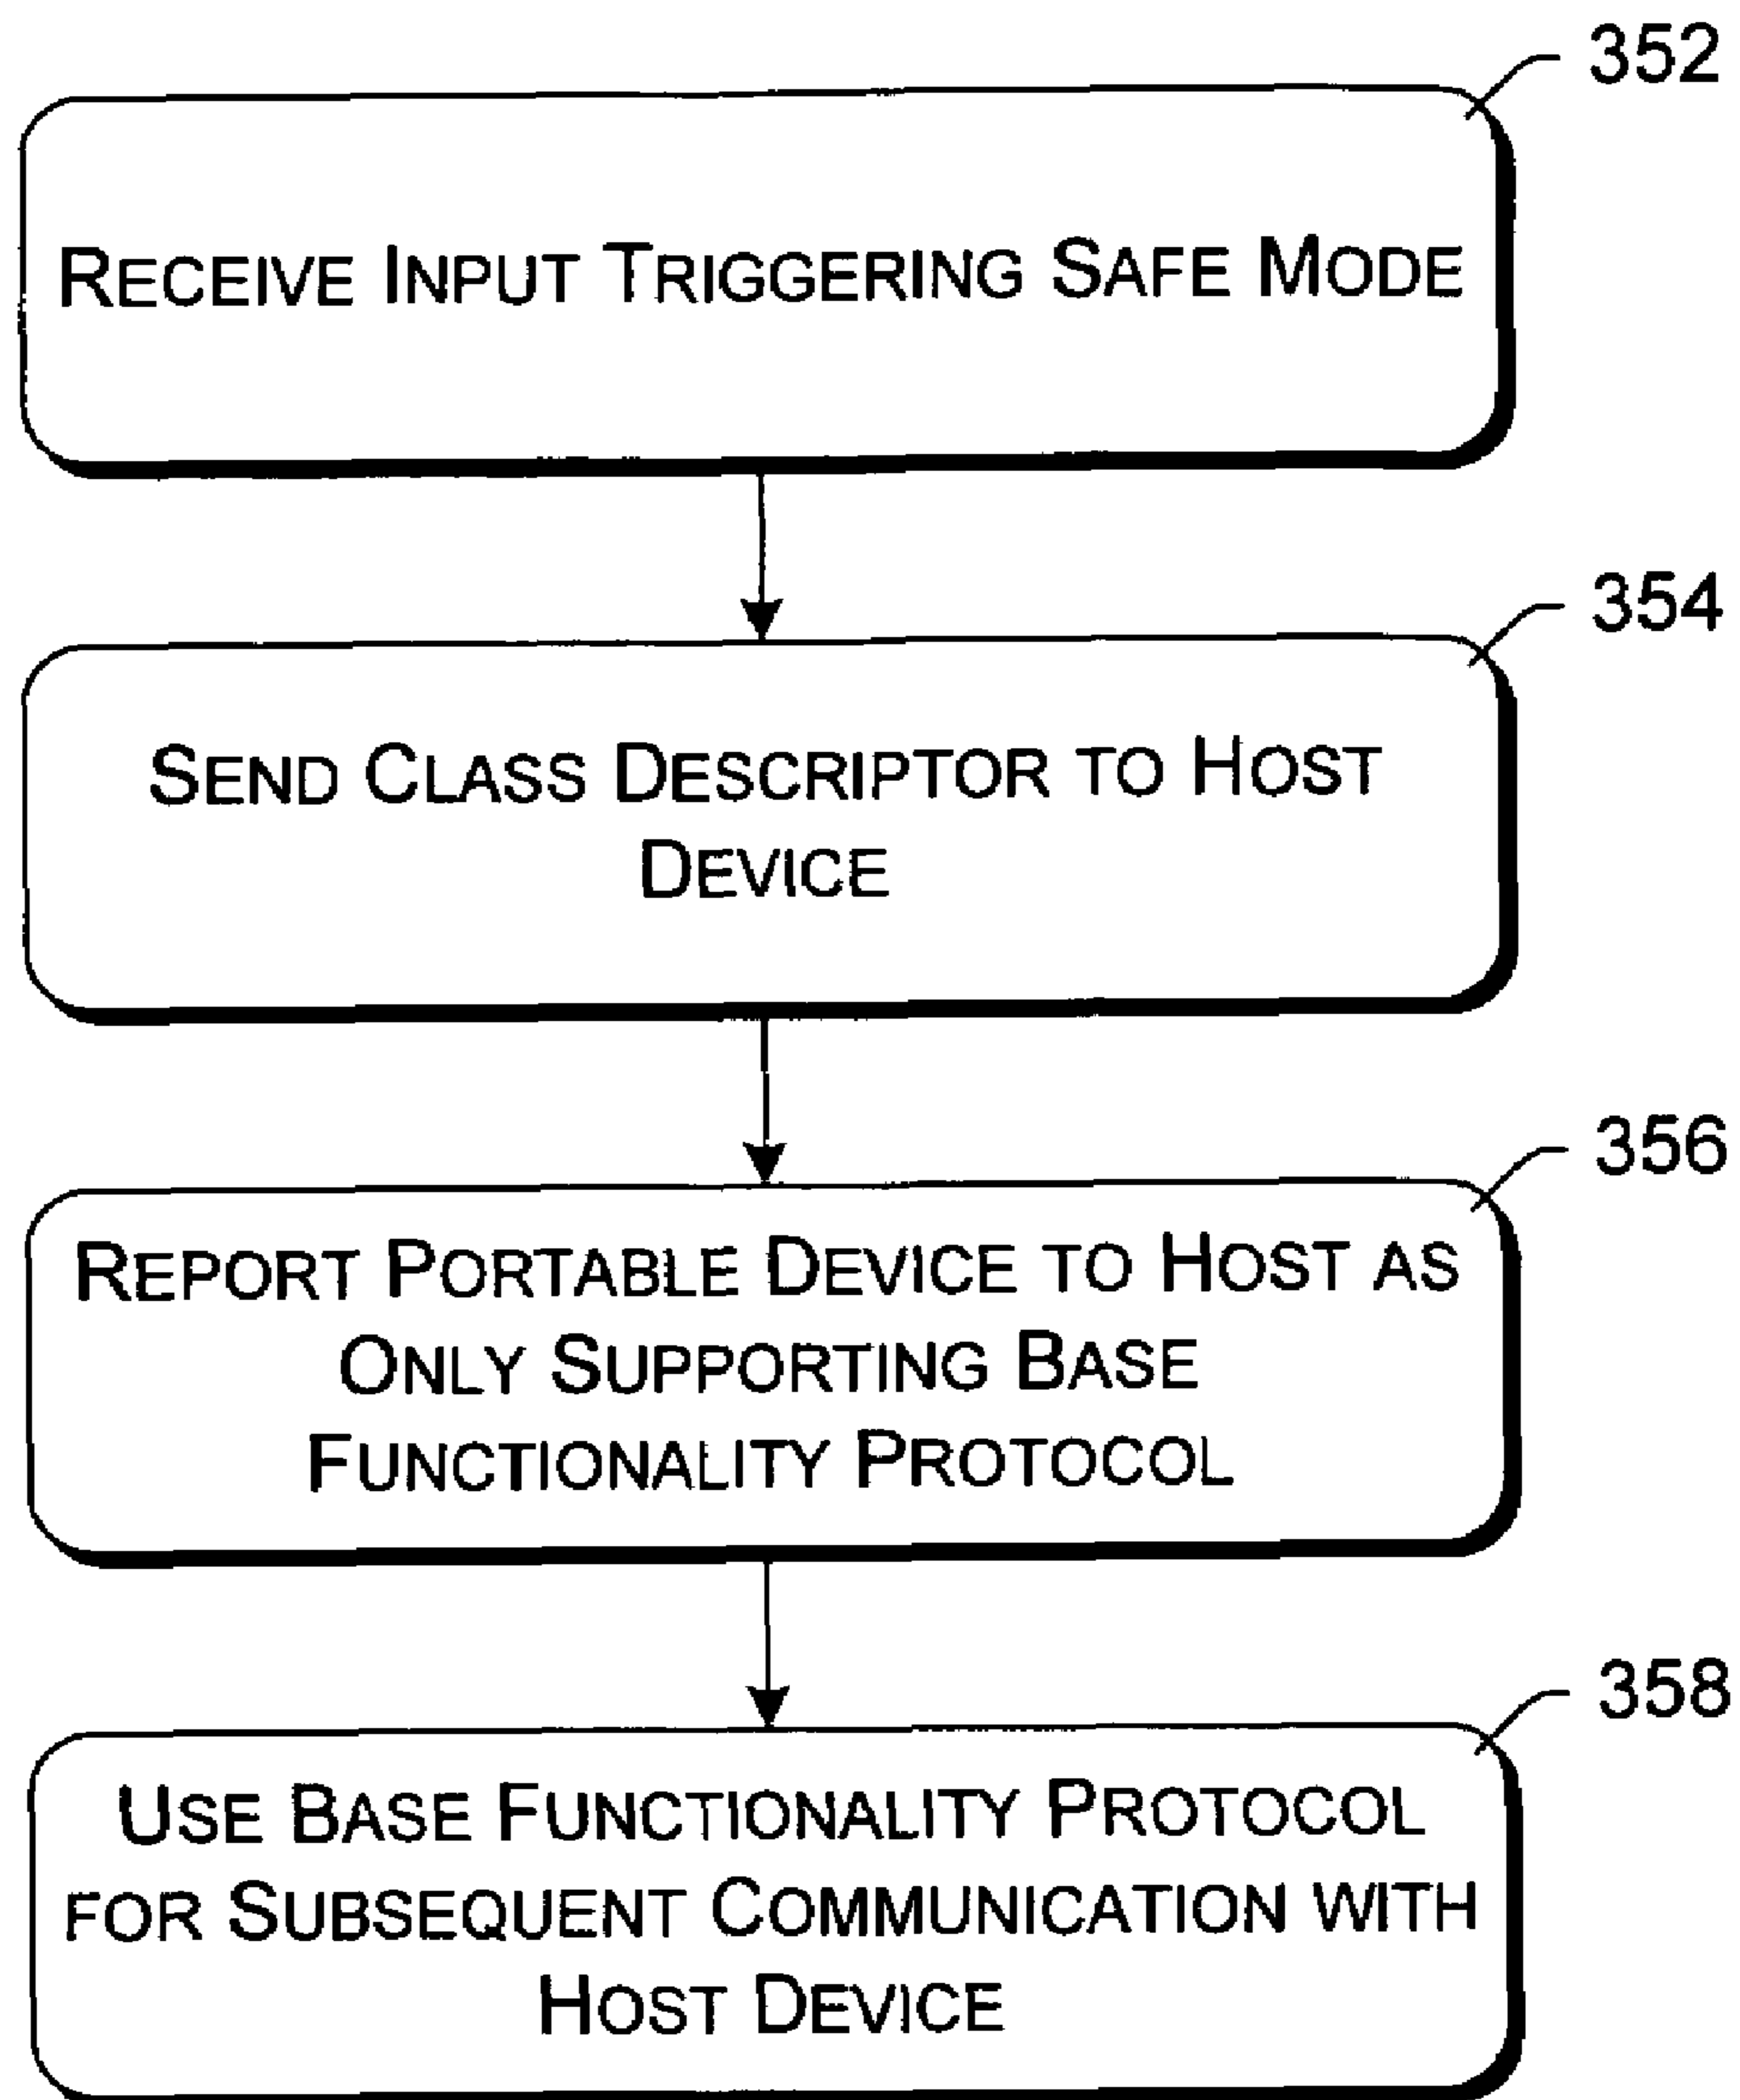 352
RECEIVE INPUT TRIGGERING SAFE MODE
354
SEND CLASS DESCRIPTOR TO HOST
DEVICE
356
REPORT PORTABLE DEVICE TO HOST AS
ONLY SUPPORTING BASE
FUNCTIONALITY PROTOCOL
358
USE BASE FUNCTIONALITY PROTOCOL
FOR SUBSEQUENT COMMUNICATION WITH
HOST DEVICE